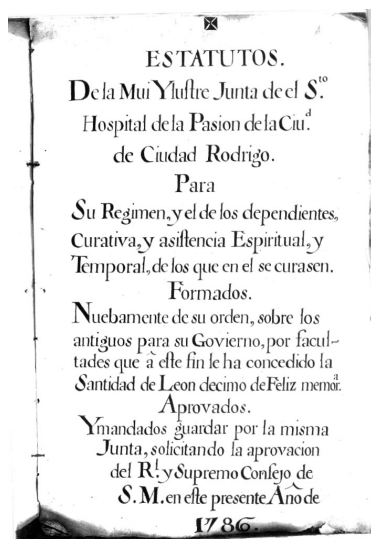 ESTATUTOS.
De la Mui Yluſtre Junta de el S.to
Hospital de la Pasion de la Ciu.d
de Ciudad Rodrigo.
Para
Su Regimen, y el de los dependientes,
Curativa, y asiſtencia Espiritual, y
Temporal, de los que en el se curasen.
Formados.
Nuebamente de su orden, sobre los
antiguos para su Govierno, por facul-
tades que â eſte fin le ha concedido la
Santidad de Leon decimo de Feliz memor.a
Aprovados.
Ymandados guardar por la misma
Junta, solicitando la aprovacion
del R.l y Supremo Conſejo de
S. M. en eſte presente Año de
1786.